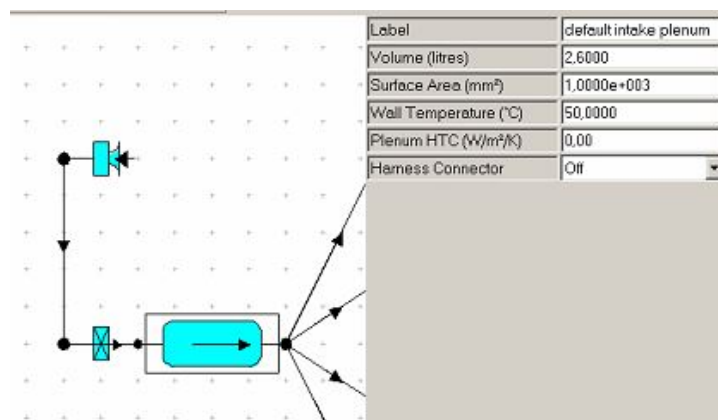 Label default intake plenum
Volume (litres) 2,6000
Surface Area (mm²) 1,0000e+003
Wall Temperature (°C) 50,0000
Plenum HTC (W/m²/K) 0,00
Harness Connector Off